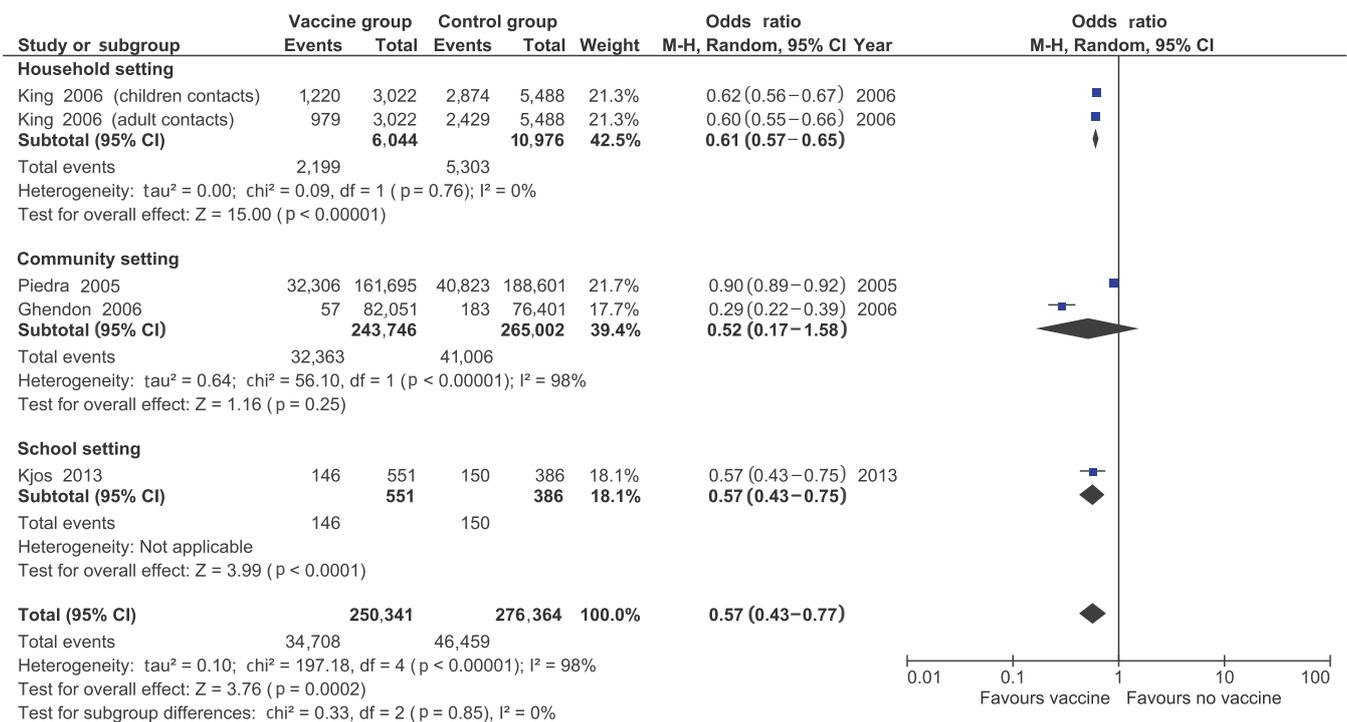 Vaccine group Control group Odds ratio Odds ratio
Study or subgroup Events Total Events Total Weight M-H, Random, 95% CI Year M-H, Random, 95% CI
Household setting
King 2006 (children contacts) 1,220 3,022 2,874 5,488 21.3% 0.62 (0.56–0.67) 2006
King 2006 (adult contacts) 979 3,022 2,429 5,488 21.3% 0.60 (0.55–0.66) 2006
Subtotal (95% CI) 6,044 10,976 42.5% 0.61 (0.57–0.65)
Total events 2,199 5,303
Heterogeneity: tau² = 0.00; chi² = 0.09, df = 1 (p = 0.76); I² = 0%
Test for overall effect: Z = 15.00 (p < 0.00001)
Community setting
Piedra 2005 32,306 161,695 40,823 188,601 21.7% 0.90 (0.89–0.92) 2005
Ghendon 2006 57 82,051 183 76,401 17.7% 0.29 (0.22–0.39) 2006
Subtotal (95% CI) 243,746 265,002 39.4% 0.52 (0.17–1.58)
Total events 32,363 41,006
Heterogeneity: tau² = 0.64; chi² = 56.10, df = 1 (p < 0.00001); I² = 98%
Test for overall effect: Z = 1.16 (p = 0.25)
School setting
Kjos 2013 146 551 150 386 18.1% 0.57 (0.43–0.75) 2013
Subtotal (95% CI) 551 386 18.1% 0.57 (0.43–0.75)
Total events 146 150
Heterogeneity: Not applicable
Test for overall effect: Z = 3.99 (p < 0.0001)
Total (95% CI) 250,341 276,364 100.0% 0.57 (0.43–0.77)
Total events 34,708 46,459
Heterogeneity: tau² = 0.10; chi² = 197.18, df = 4 (p < 0.00001); I² = 98%
Test for overall effect: Z = 3.76 (p = 0.0002)
Test for subgroup differences: chi² = 0.33, df = 2 (p = 0.85), I² = 0%
0.01 0.1 1 10 100
Favours vaccine Favours no vaccine